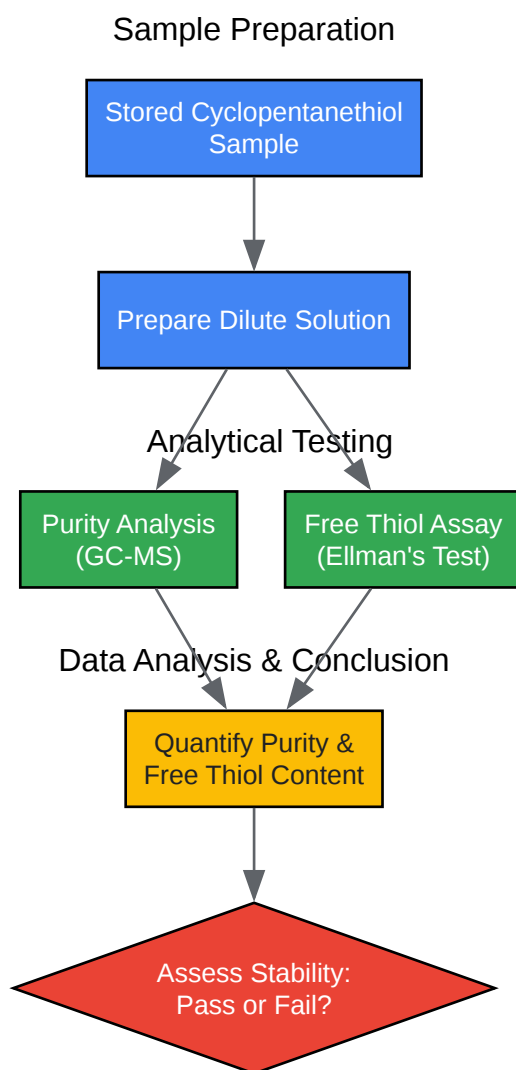 Sample Preparation
Stored Cyclopentanethiol
Sample
Prepare Dilute Solution
Analytical Testing
Purity Analysis
(GC-MS)
Free Thiol Assay
(Ellman's Test)
Data Analysis & Conclusion
Quantify Purity &
Free Thiol Content
Assess Stability:
Pass or Fail?